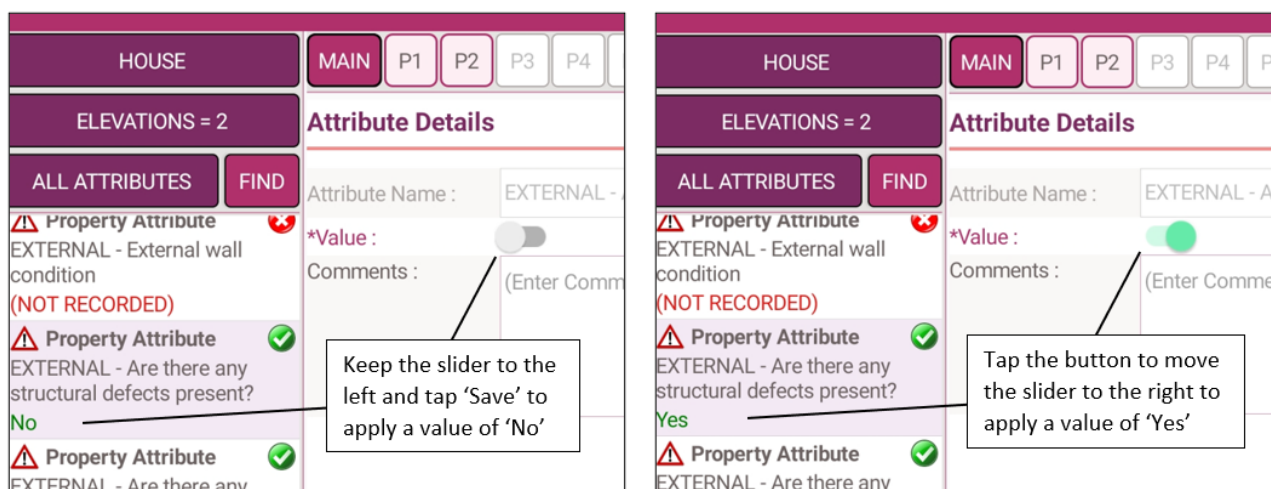 HOUSE
MAIN P1 P2 P3 P4
ELEVATIONS = 2
Attribute Details
ALL ATTRIBUTES FIND
Attribute Name : EXTERNAL -
Property Attribute
EXTERNAL - External wall
condition
(NOT RECORDED)
*Value :
Comments :
(Enter Comm
Property Attribute
EXTERNAL - Are there any
structural defects present?
No
Property Attribute
EXTERNAL - Are there any
Keep the slider to the
left and tap ‘Save’ to
apply a value of ‘No’
HOUSE
MAIN P1 P2 P3 P4 P
ELEVATIONS = 2
Attribute Details
ALL ATTRIBUTES FIND
Attribute Name : EXTERNAL - A
Property Attribute
EXTERNAL - External wall
condition
(NOT RECORDED)
*Value :
Comments :
(Enter Comme
Property Attribute
EXTERNAL - Are there any
structural defects present?
Yes
Property Attribute
EXTERNAL - Are there any
Tap the button to move
the slider to the right to
apply a value of ‘Yes’